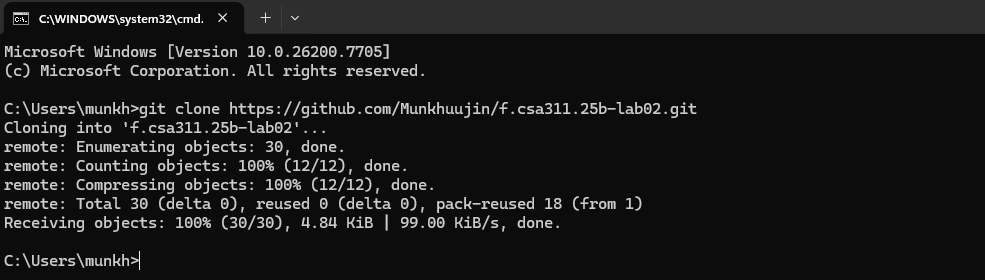 C:\WINDOWS\system32\cmd.
Microsoft Windows [Version 10.0.26200.7705]
(c) Microsoft Corporation. All rights reserved.
C:\Users\munkh>git clone https://github.com/Munkhuujin/f.csa311.25b-lab02.git
Cloning into 'f.csa311.25b-lab02'...
remote: Enumerating objects: 30, done.
remote: Counting objects: 100% (12/12), done.
remote: Compressing objects: 100% (12/12), done.
remote: Total 30 (delta 0), reused 0 (delta 0), pack-reused 18 (from 1)
Receiving objects: 100% (30/30), 4.84 KiB | 99.00 KiB/s, done.
C:\Users\munkh>